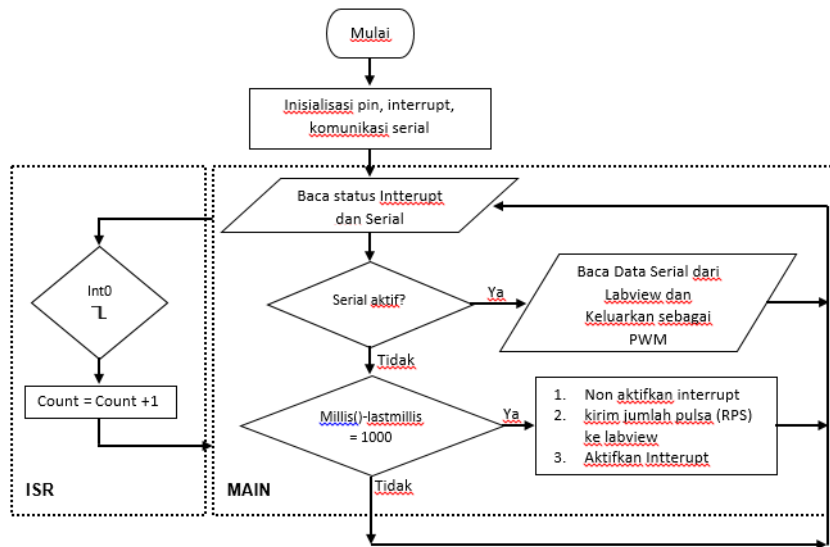 Mulai
Inisialisasi pin, interrupt,
komunikasi serial
Baca status Intterupt
dan Serial
Int0
Serial aktif?
Ya
Baca Data Serial dari
Labview dan
Keluarkan sebagai
PWM
Tidak
Count = Count +1
Millis()-lastmillis
= 1000
Ya
1. Non aktifkan interrupt
2. kirim jumlah pulsa (RPS)
ke labview
3. Aktifkan Intterupt
Tidak
ISR
MAIN